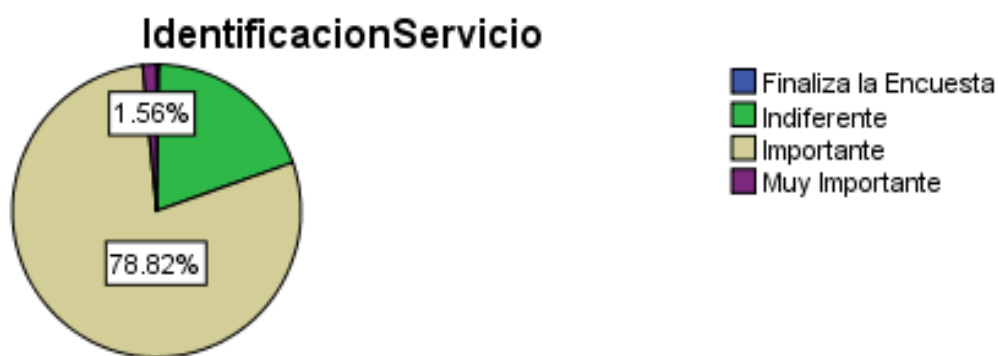 IdentificacionServicio
1.56%
78.82%
Finaliza la Encuesta
Indiferente
Importante
Muy Importante